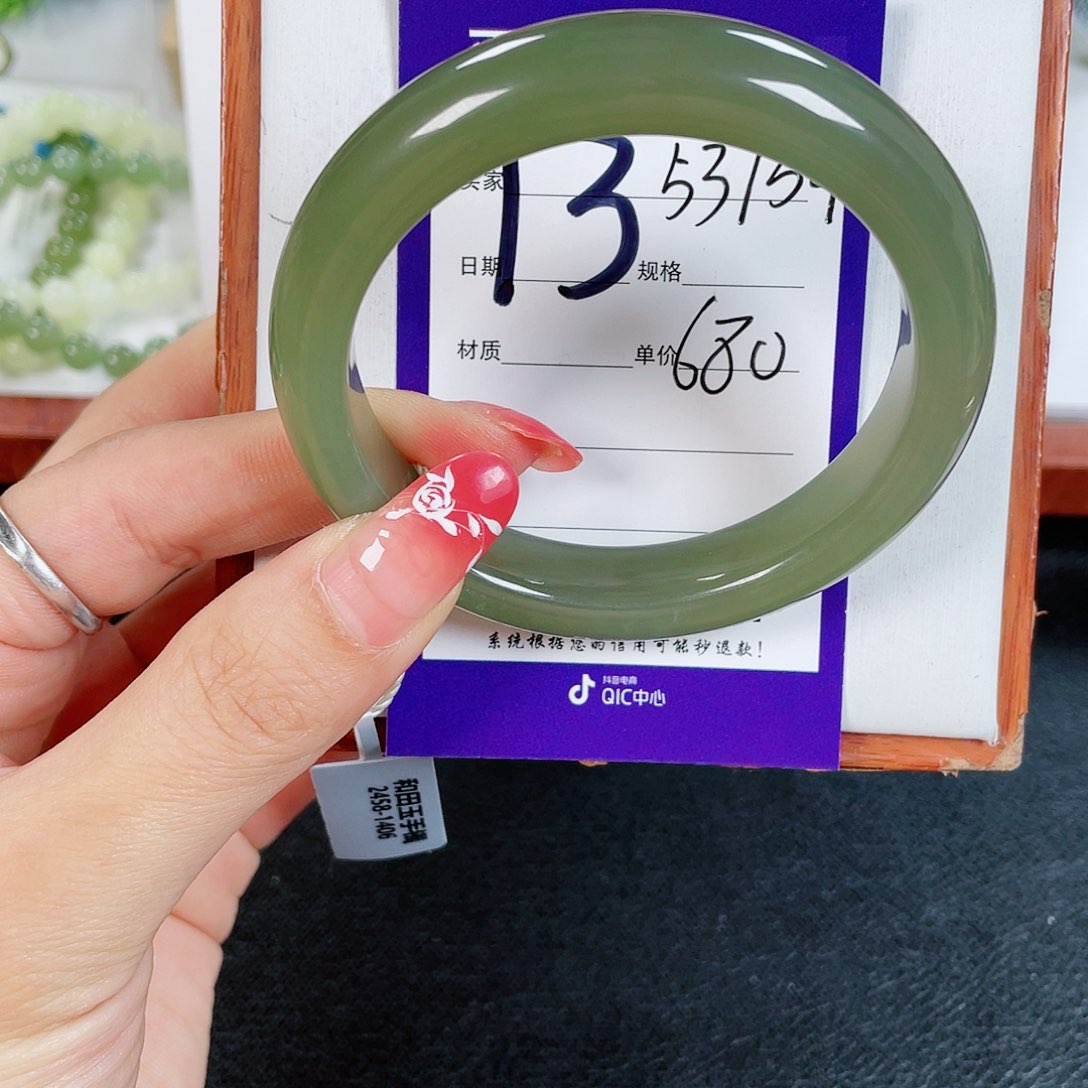 13 53/54
卖家
日期 规格
材质 单价 680
系统根据您的信用可能秒退款!
抖音电商
QIC中心
和田玉手镯
2458-1406